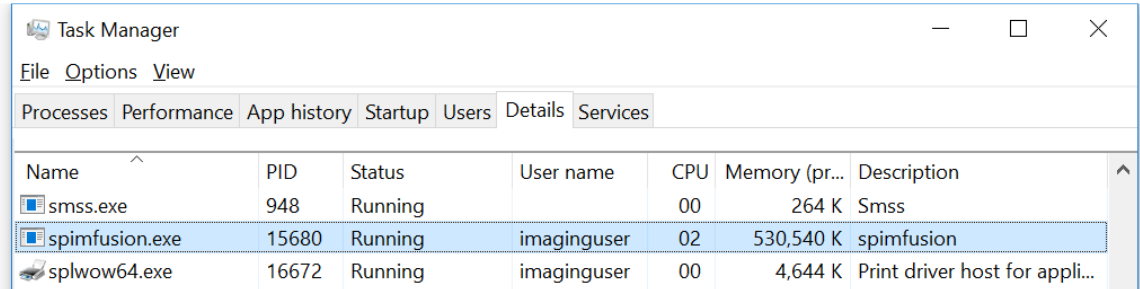 Task Manager
File Options View
Processes Performance App history Startup Users Details Services
Name PID Status User name CPU Memory (pr... Description
smss.exe 948 Running 00 264 K Smss
spimfusion.exe 15680 Running imaginguser 02 530,540 K spimfusion
splwow64.exe 16672 Running imaginguser 00 4,644 K Print driver host for appli...